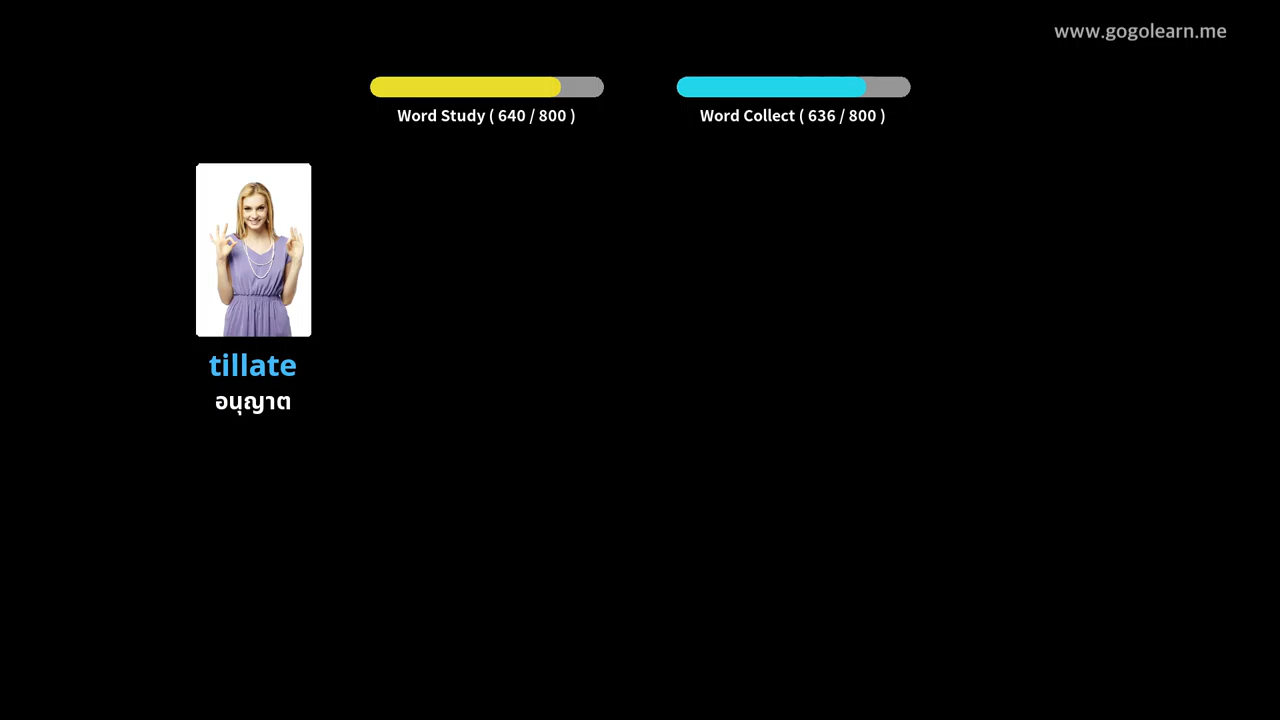 www.gogolearn.me
Word Study ( 640 / 800 )
Word Collect ( 636 / 800 )
tillate
อนุญาต